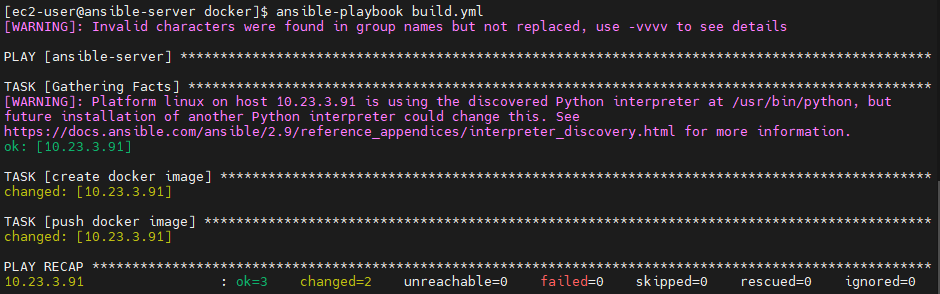 [ec2-user@ansible-server docker]$ ansible-playbook build.yml
[WARNING]: Invalid characters were found in group names but not replaced, use -vvvv to see details
PLAY [ansible-server] **********************************************************************************************
TASK [Gathering Facts] *********************************************************************************************
[WARNING]: Platform linux on host 10.23.3.91 is using the discovered Python interpreter at /usr/bin/python, but
future installation of another Python interpreter could change this. See
https://docs.ansible.com/ansible/2.9/reference_appendices/interpreter_discovery.html for more information.
ok: [10.23.3.91]
TASK [create docker image] *****************************************************************************************
changed: [10.23.3.91]
TASK [push docker image] *******************************************************************************************
changed: [10.23.3.91]
PLAY RECAP *********************************************************************************************************
10.23.3.91                 : ok=3    changed=2    unreachable=0    failed=0    skipped=0    rescued=0    ignored=0